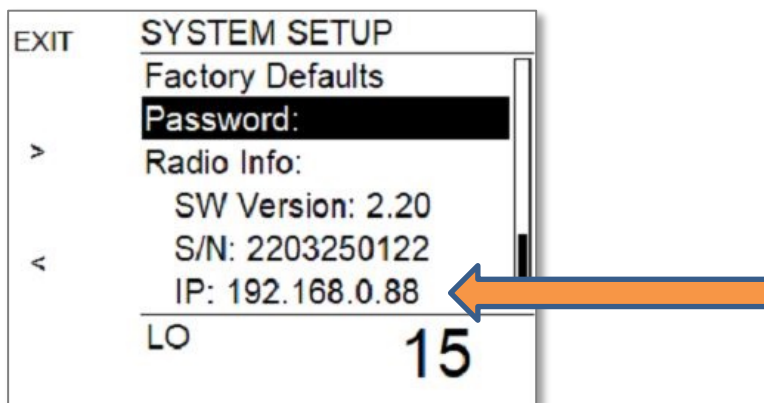 EXIT
SYSTEM SETUP
Factory Defaults
Password:
>
Radio Info:
SW Version: 2.20
S/N: 2203250122
<
IP: 192.168.0.88
LO
15